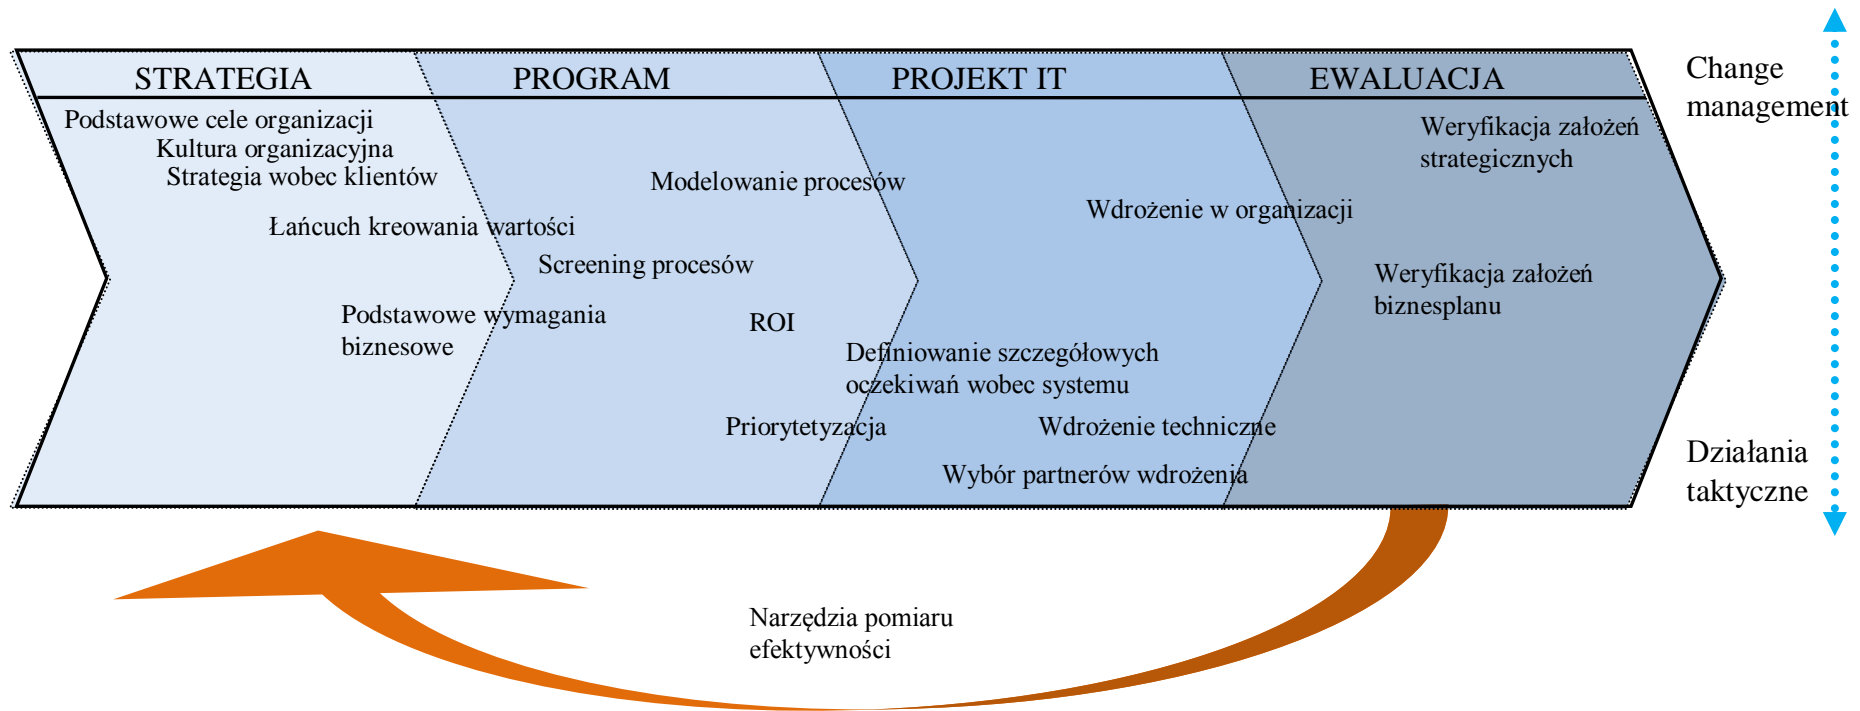 STRATEGIA
PROGRAM
PROJEKT IT
EWALUACJA
Change
management
Podstawowe cele organizacji
Kultura organizacyjna
Strategia wobec klientów
Łańcuch kreowania wartości
Podstawowe wymagania
biznesowe
Modelowanie procesów
Screening procesów
ROI
Priorytetyzacja
Definiowanie szczegółowych
oczekiwań wobec systemu
Wdrożenie w organizacji
Wdrożenie techniczne
Wybór partnerów wdrożenia
Weryfikacja założeń
strategicznych
Weryfikacja założeń
biznesplanu
Działania
taktyczne
Narzędzia pomiaru
efektywności